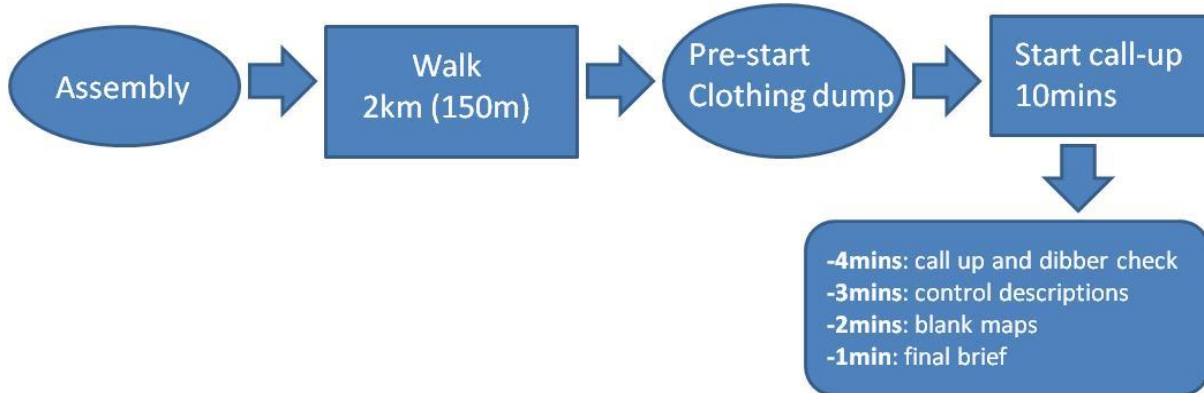 Assembly
Walk
2km (150m)
Pre-start
Clothing dump
Start call-up
10mins
-4mins: call up and dibber check
-3mins: control descriptions
-2mins: blank maps
-1min: final brief